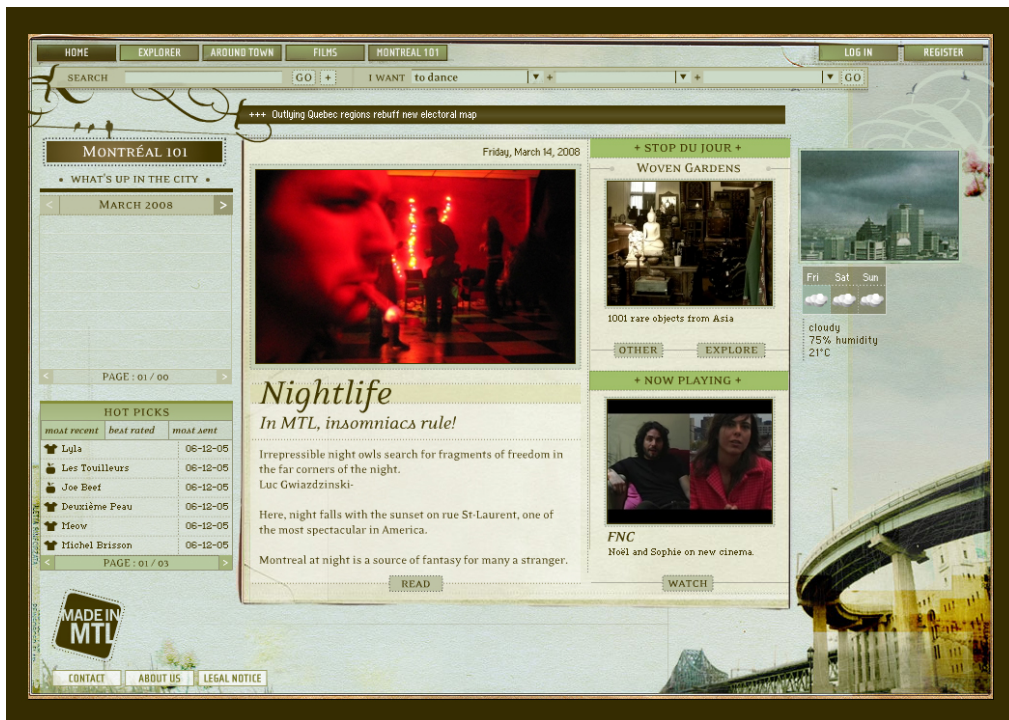 HOME EXPLORER AROUND TOWN FILMS MONTREAL 101 LOG IN REGISTER
SEARCH GO + I WANT to dance + + GO
+++ Outlying Quebec regions rebuff new electoral map
MONTRÉAL 101
• WHAT'S UP IN THE CITY •
< MARCH 2008 >
< PAGE : 01 / 00 >
HOT PICKS
most recent best rated most sent
Lyla 06-12-05
Les Touilleurs 06-12-05
Joe Beef 06-12-05
Deuxième Peau 06-12-05
Meow 06-12-05
Michel Brisson 06-12-05
< PAGE : 01 / 03 >
MADE IN
MTL
CONTACT ABOUT US LEGAL NOTICE
Friday, March 14, 2008
Nightlife
In MTL, insomniacs rule!
Irrepressible night owls search for fragments of freedom in
the far corners of the night.
Luc Gwiazdzinski-
Here, night falls with the sunset on rue St-Laurent, one of
the most spectacular in America.
Montreal at night is a source of fantasy for many a stranger.
READ
+ STOP DU JOUR +
WOVEN GARDENS
1001 rare objects from Asia
OTHER EXPLORE
+ NOW PLAYING +
FNC
Noël and Sophie on new cinema.
WATCH
Fri Sat Sun
cloudy
75% humidity
21°C